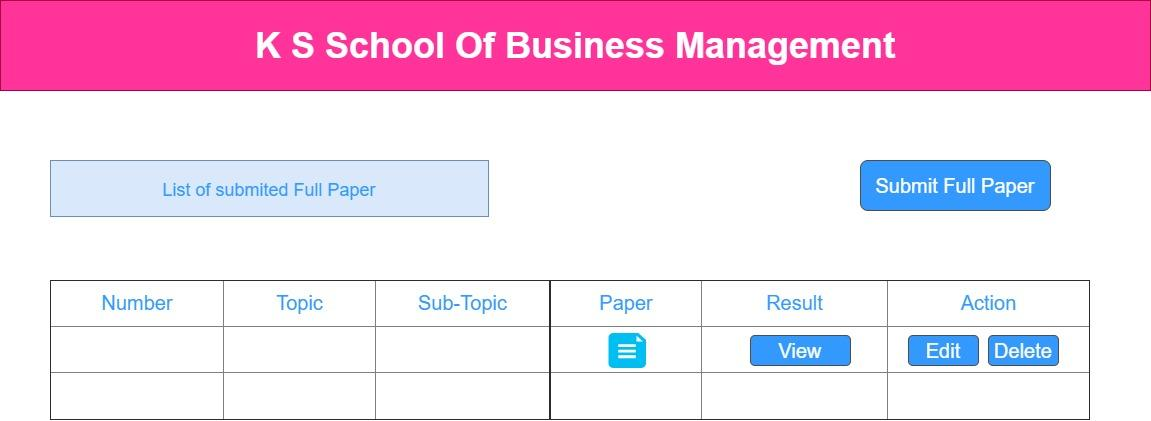 K S School Of Business Management
List of submited Full Paper
Submit Full Paper
Number Topic Sub-Topic Paper Result Action
View Edit Delete